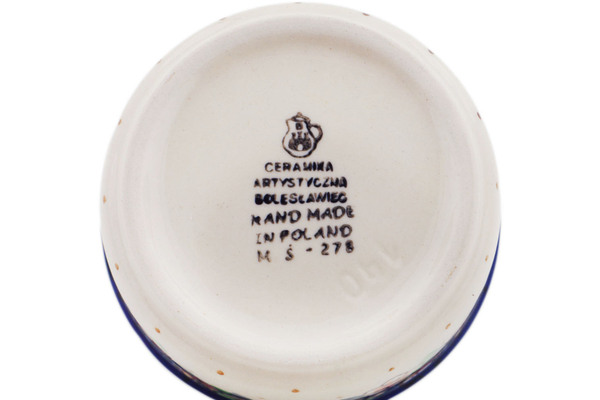 CERAMIKA
ARTYSTYCZNA
BOLESŁAWIEC
HAND MADE
IN POLAND
M Ś - 278